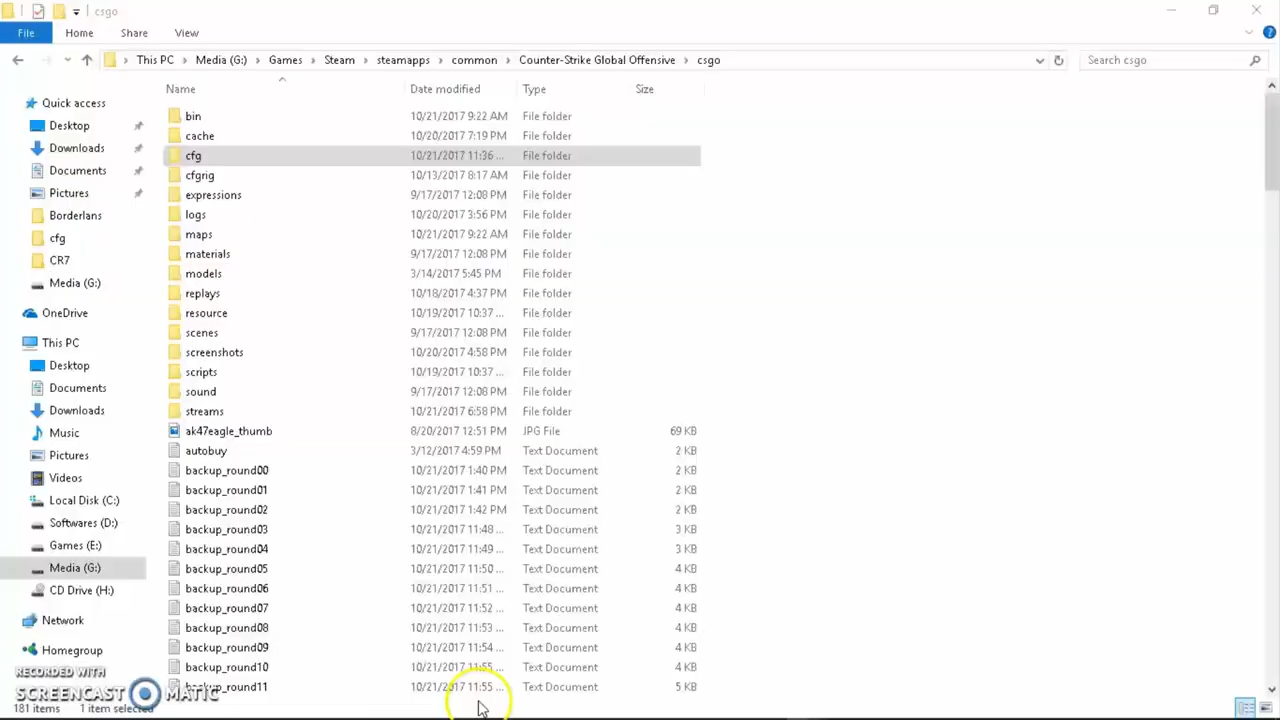 csgo
File Home Share View
This PC Media (G:) Games Steam steamapps common Counter-Strike Global Offensive csgo Search csgo
Name Date modified Type Size
Quick access
Desktop
Downloads
Documents
Pictures
Borderlans
cfg
CR7
Media (G:)
OneDrive
This PC
Desktop
Documents
Downloads
Music
Pictures
Videos
Local Disk (C:)
Softwares (D:)
Games (E:)
Media (G:)
CD Drive (H:)
Network
Homegroup
bin 10/21/2017 9:22 AM File folder
cache 10/20/2017 7:19 PM File folder
cfg 10/21/2017 11:36 ... File folder
cfgrig 10/13/2017 8:17 AM File folder
expressions 9/17/2017 12:08 PM File folder
logs 10/20/2017 3:56 PM File folder
maps 10/21/2017 9:22 AM File folder
materials 9/17/2017 12:08 PM File folder
models 3/14/2017 5:45 PM File folder
replays 10/18/2017 4:37 PM File folder
resource 10/19/2017 10:37 ... File folder
scenes 9/17/2017 12:08 PM File folder
screenshots 10/20/2017 4:58 PM File folder
scripts 10/19/2017 10:37 ... File folder
sound 9/17/2017 12:08 PM File folder
streams 10/21/2017 6:58 PM File folder
ak47eagle_thumb 8/20/2017 12:51 PM JPG File 69 KB
autobuy 3/12/2017 4:59 PM Text Document 2 KB
backup_round00 10/21/2017 1:40 PM Text Document 2 KB
backup_round01 10/21/2017 1:41 PM Text Document 2 KB
backup_round02 10/21/2017 1:42 PM Text Document 2 KB
backup_round03 10/21/2017 11:48 ... Text Document 3 KB
backup_round04 10/21/2017 11:49 ... Text Document 3 KB
backup_round05 10/21/2017 11:50 ... Text Document 4 KB
backup_round06 10/21/2017 11:51 ... Text Document 4 KB
backup_round07 10/21/2017 11:52 ... Text Document 4 KB
backup_round08 10/21/2017 11:53 ... Text Document 4 KB
backup_round09 10/21/2017 11:54 ... Text Document 4 KB
backup_round10 10/21/2017 11:55 ... Text Document 4 KB
backup_round11 10/21/2017 11:55 ... Text Document 5 KB
RECORDED WITH
SCREENCAST MATIC
181 items 1 item selected